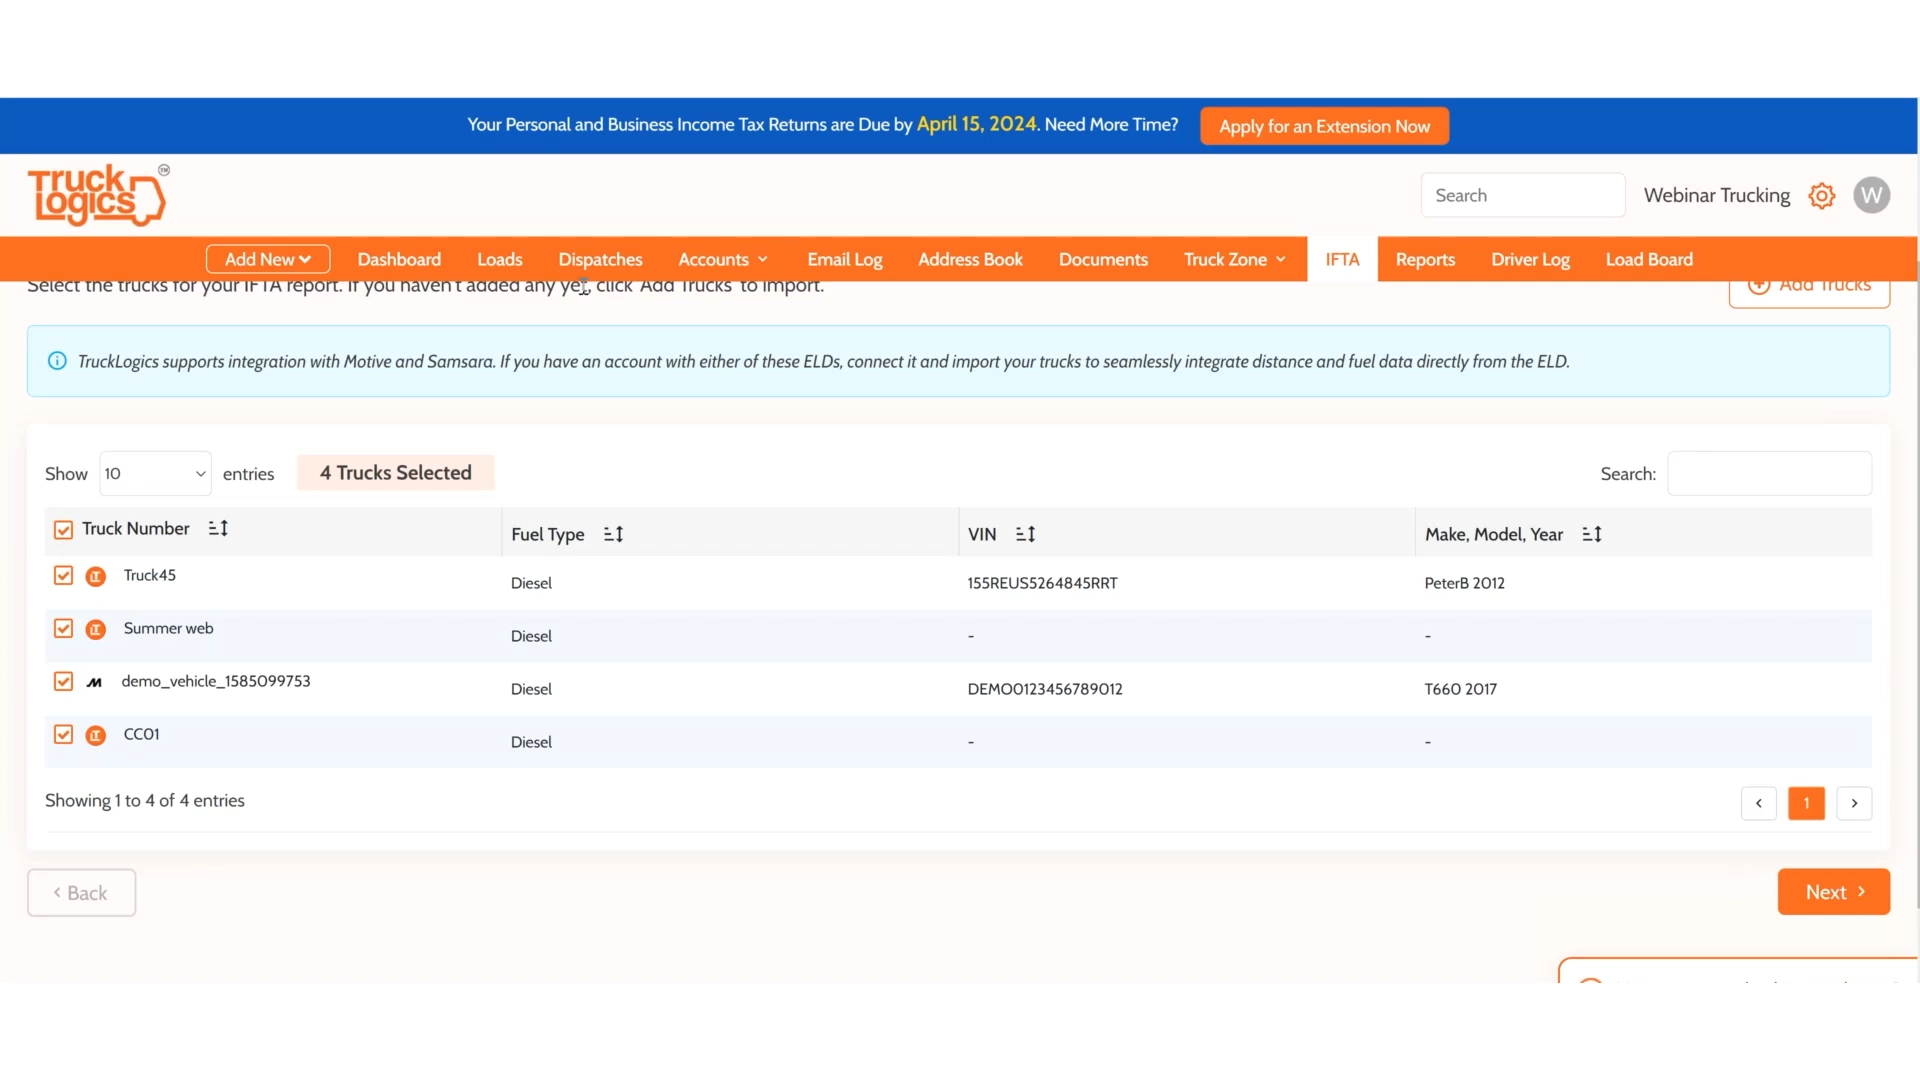 Your Personal and Business Income Tax Returns are Due by April 15, 2024. Need More Time? Apply for an Extension Now
Truck Logics TM
Search
Webinar Trucking
W
Add New
Dashboard
Loads
Dispatches
Accounts
Email Log
Address Book
Documents
Truck Zone
IFTA
Reports
Driver Log
Load Board
Select the trucks for your IFTA report. If you haven't added any yet, click 'Add Trucks' to import.
Add Trucks
TruckLogics supports integration with Motive and Samsara. If you have an account with either of these ELDs, connect it and import your trucks to seamlessly integrate distance and fuel data directly from the ELD.
Show 10 entries
4 Trucks Selected
Search:
Truck Number Fuel Type VIN Make, Model, Year
Truck45 Diesel 155REUS5264845RRT PeterB 2012
Summer web Diesel - -
demo_vehicle_1585099753 Diesel DEMO0123456789012 T660 2017
CC01 Diesel - -
Showing 1 to 4 of 4 entries
‹ 1 ›
‹ Back
Next ›